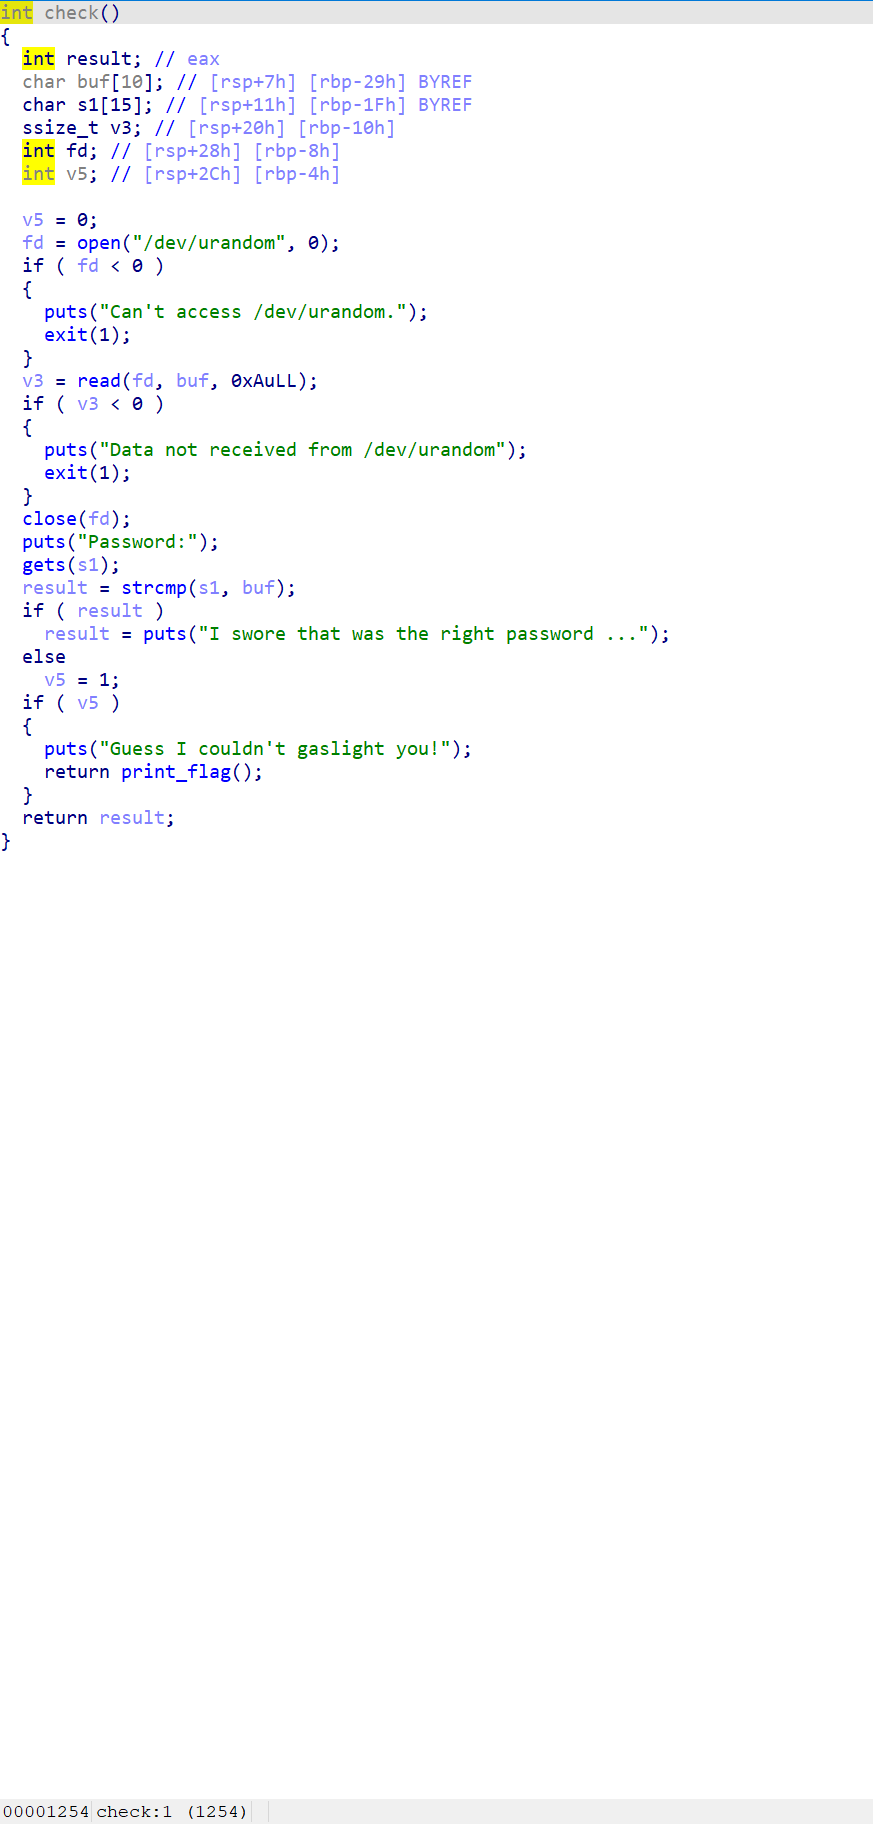 int check()
{
  int result; // eax
  char buf[10]; // [rsp+7h] [rbp-29h] BYREF
  char s1[15]; // [rsp+11h] [rbp-1Fh] BYREF
  ssize_t v3; // [rsp+20h] [rbp-10h]
  int fd; // [rsp+28h] [rbp-8h]
  int v5; // [rsp+2Ch] [rbp-4h]

  v5 = 0;
  fd = open("/dev/urandom", 0);
  if ( fd < 0 )
  {
    puts("Can't access /dev/urandom.");
    exit(1);
  }
  v3 = read(fd, buf, 0xAuLL);
  if ( v3 < 0 )
  {
    puts("Data not received from /dev/urandom");
    exit(1);
  }
  close(fd);
  puts("Password:");
  gets(s1);
  result = strcmp(s1, buf);
  if ( result )
    result = puts("I swore that was the right password ...");
  else
    v5 = 1;
  if ( v5 )
  {
    puts("Guess I couldn't gaslight you!");
    return print_flag();
  }
  return result;
}
00001254 check:1 (1254)